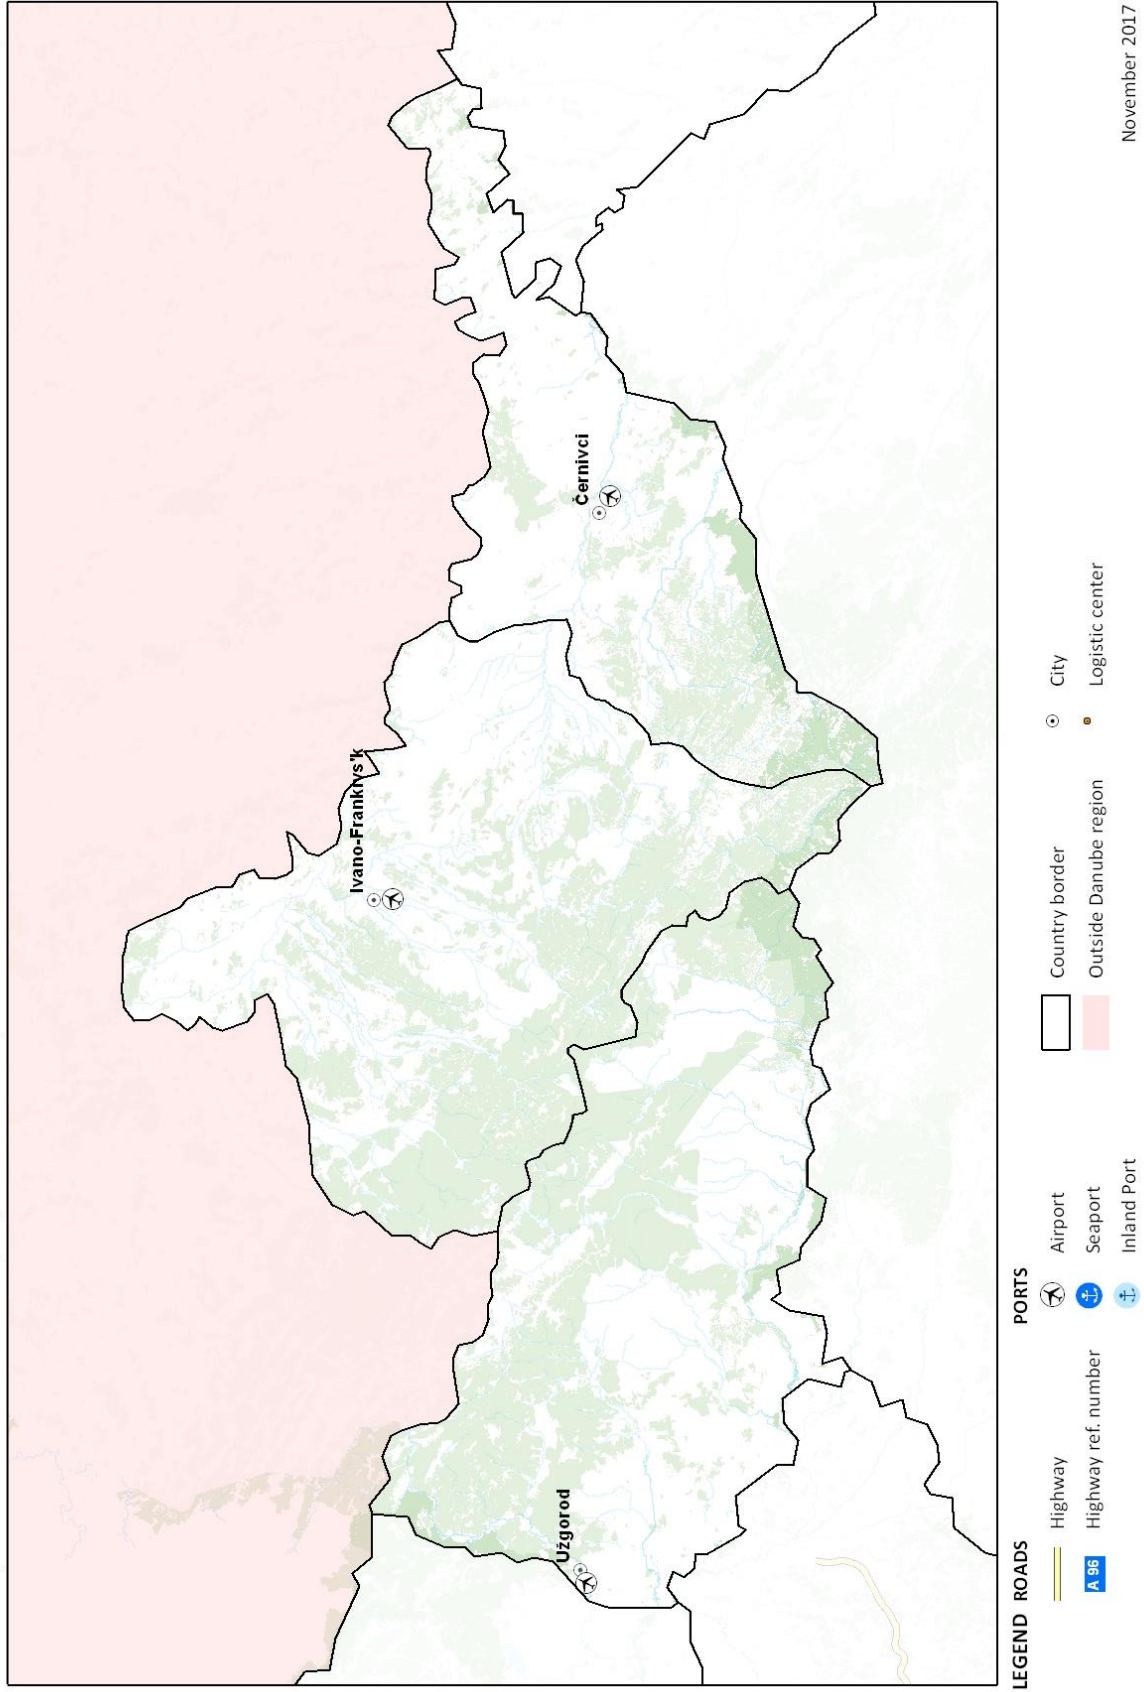 Ivano-Frankrys'k
Černivci
Užgorod
LEGEND
ROADS
Highway
A 96
Highway ref. number
PORTS
Airport
Seaport
Inland Port
Country border
Outside Danube region
City
Logistic center
November 2017